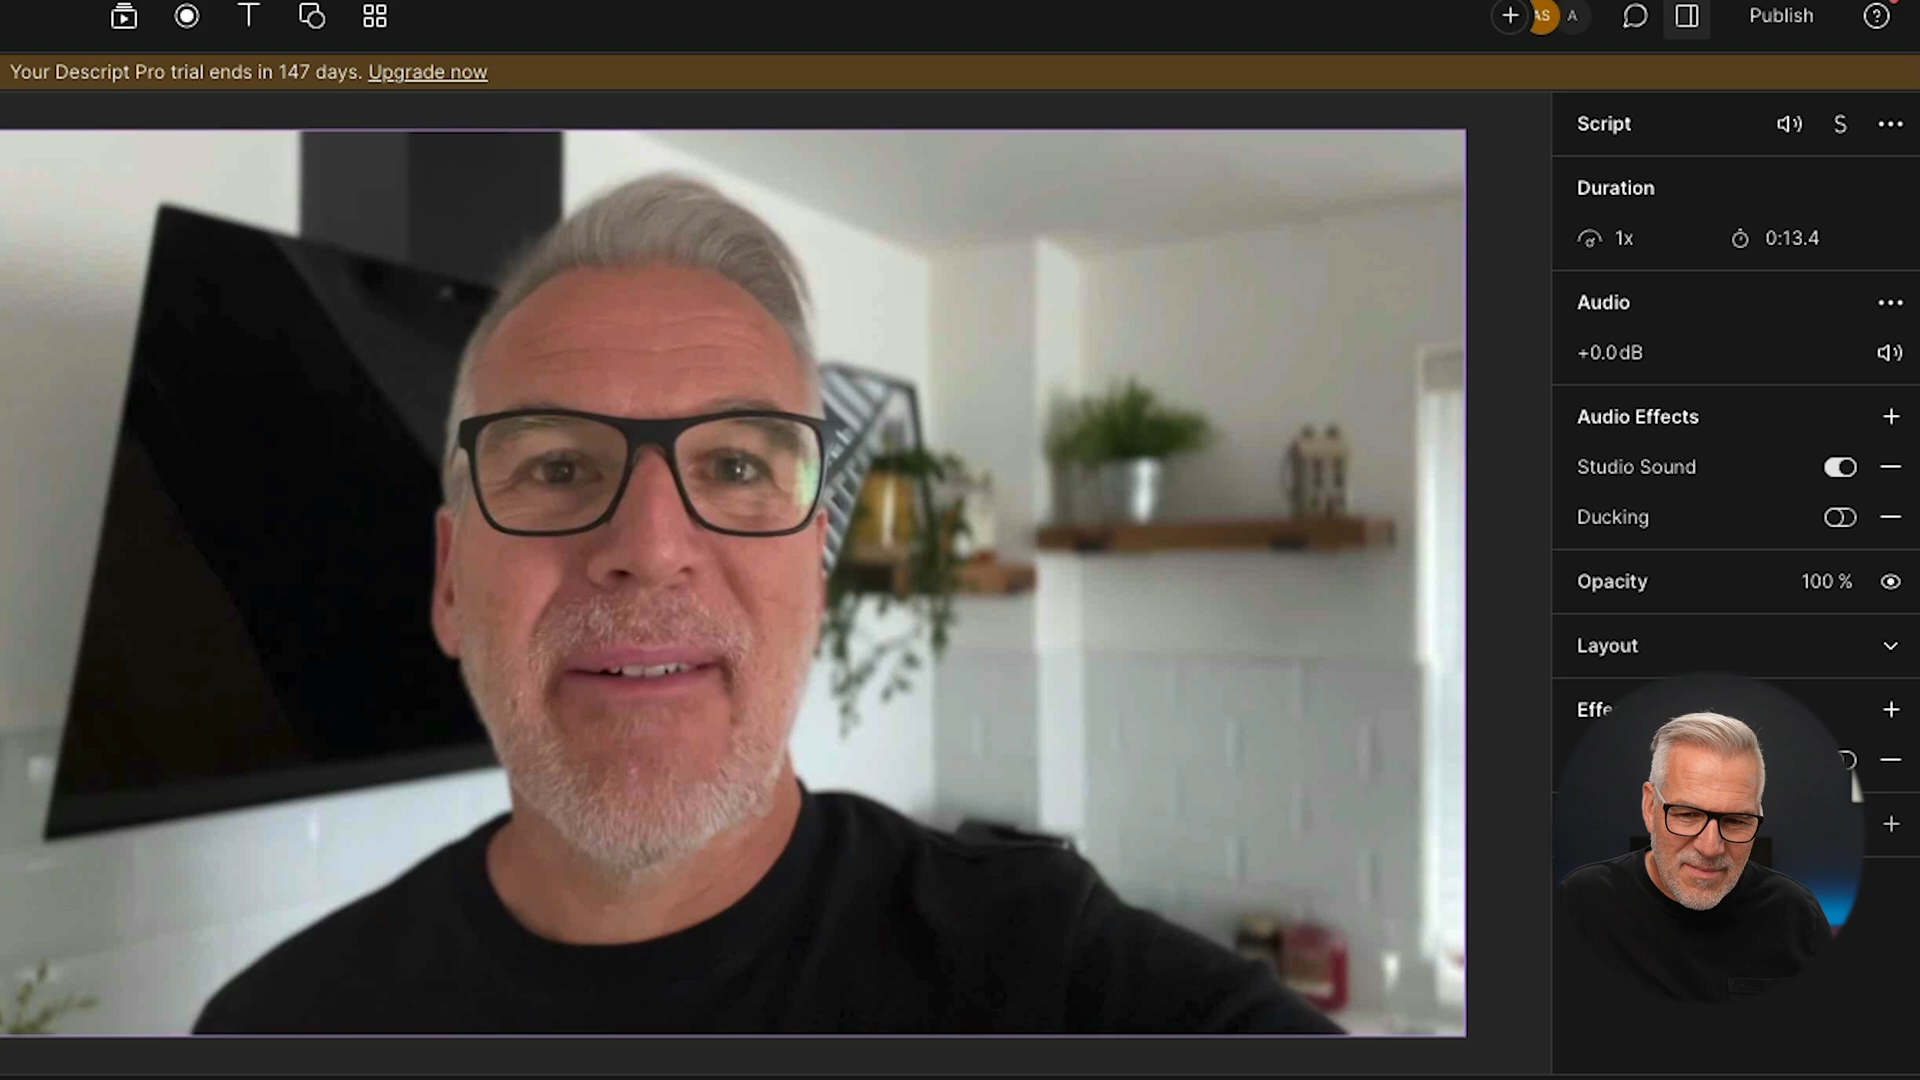 AS A Publish
Your Descript Pro trial ends in 147 days. Upgrade now
Script S
Duration
1x 0:13.4
Audio
+0.0dB
Audio Effects
Studio Sound
Ducking
Opacity 100 %
Layout
Effe